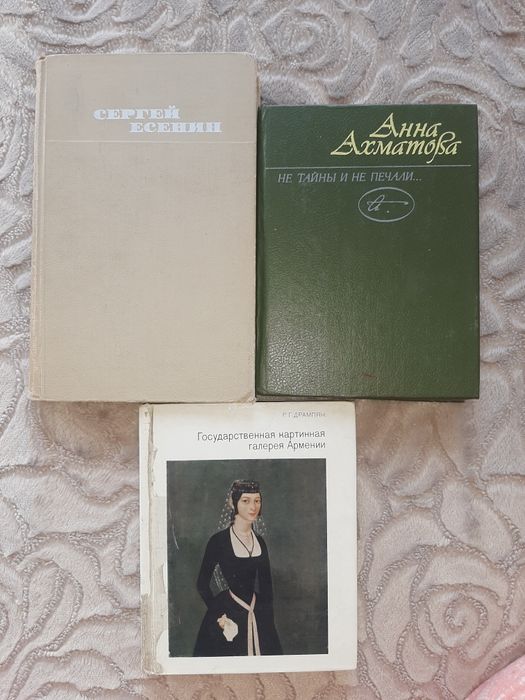 СЕРГЕЙ
ЕСЕНИН
Анна
Ахматова
НЕ ТАЙНЫ И НЕ ПЕЧАЛИ...
Р. Г. ДРАМПЯН
Государственная картинная
галерея Армении